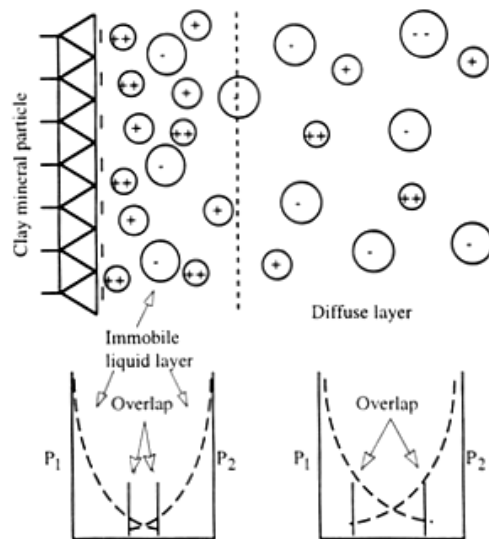 Clay mineral particle
++
+
-
- -
-
+
+
++
+
-
+
++
++
-
-
++
++
+
-
+
-
-
++
-
++
+
Diffuse layer
Immobile
liquid layer
Overlap
Overlap
P1
P2
P1
P2